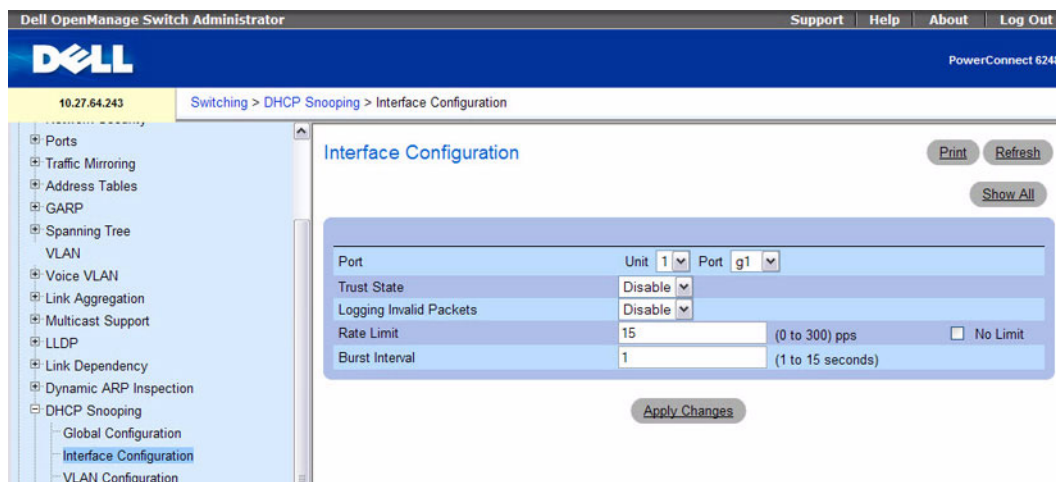 Dell OpenManage Switch Administrator
Support Help About Log Out
DELL
PowerConnect 6248
10.27.64.243
Switching > DHCP Snooping > Interface Configuration
Network Security
Ports
Traffic Mirroring
Address Tables
GARP
Spanning Tree
VLAN
Voice VLAN
Link Aggregation
Multicast Support
LLDP
Link Dependency
Dynamic ARP Inspection
DHCP Snooping
Global Configuration
Interface Configuration
VLAN Configuration
Interface Configuration
Print Refresh
Show All
Port Unit 1 Port g1
Trust State Disable
Logging Invalid Packets Disable
Rate Limit 15 (0 to 300) pps No Limit
Burst Interval 1 (1 to 15 seconds)
Apply Changes